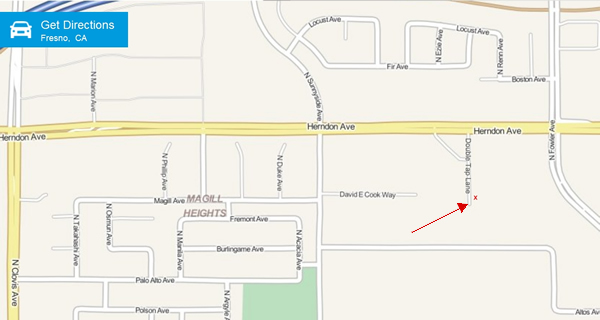 Get Directions
Fresno, CA
Locust Ave
Locust Ave
N Ezie Ave
N Renn Ave
Fir Ave
Boston Ave
N Marion Ave
N Sunnyside Ave
Herndon Ave
Herndon Ave
Herndon Ave
N Fowler Ave
Double Tap Lane
N Phillip Ave
N Duke Ave
David E Cook Way
x
Magill Ave
MAGILL
HEIGHTS
Fremont Ave
N Takahashi Ave
N Osmun Ave
N Manila Ave
N Acacia Ave
Burlingame Ave
N Clovis Ave
Palo Alto Ave
N Argyle
Polson Ave
Altos Ave